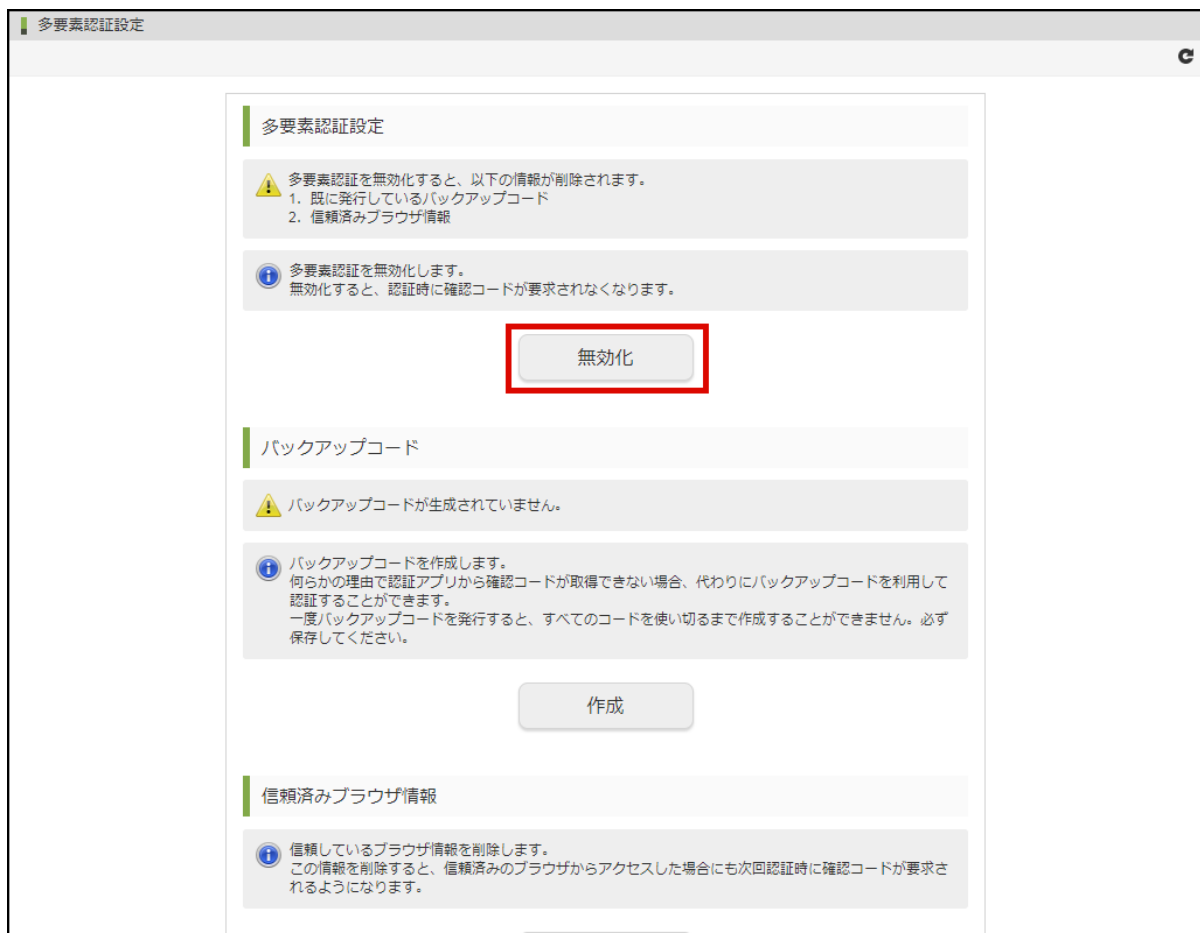 多要素認証設定
多要素認証設定
多要素認証を無効化すると、以下の情報が削除されます。
1. 既に発行しているバックアップコード
2. 信頼済みブラウザ情報
多要素認証を無効化します。
無効化すると、認証時に確認コードが要求されなくなります。
無効化
バックアップコード
バックアップコードが生成されていません。
バックアップコードを作成します。
何らかの理由で認証アプリから確認コードが取得できない場合、代わりにバックアップコードを利用して
認証することができます。
一度バックアップコードを発行すると、すべてのコードを使い切るまで作成することができません。必ず
保存してください。
作成
信頼済みブラウザ情報
信頼しているブラウザ情報を削除します。
この情報を削除すると、信頼済みのブラウザからアクセスした場合にも次回認証時に確認コードが要求さ
れるようになります。